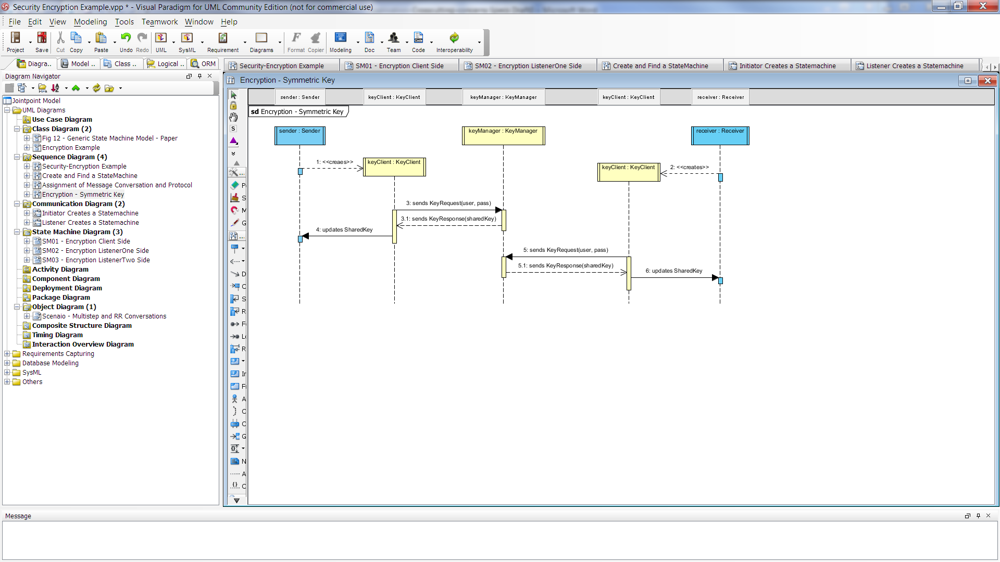 Security Encryption Example.vpp * - Visual Paradigm for UML Community Edition (not for commercial use)
File Edit View Modeling Tools Teamwork Window Help
Project Save Cut Copy Paste Undo Redo UML SysML Requirement Diagrams Format Copier Modeling Doc Team Code Interoperability
Diagra.. Model .. Class .. Logical .. ORM
Security-Encryption Example SM01 - Encryption Client Side SM02 - Encryption ListenerOne Side Create and Find a StateMachine Initiator Creates a Statemachine Listener Creates a Statemachine
Diagram Navigator
Jointpoint Model
UML Diagrams
Use Case Diagram
Class Diagram (2)
Fig 12 - Generic State Machine Model - Paper
Encryption Example
Sequence Diagram (4)
Security-Encryption Example
Create and Find a StateMachine
Assignment of Message Conversation and Protocol
Encryption - Symmetric Key
Communication Diagram (2)
Initiator Creates a Statemachine
Listener Creates a Statemachine
State Machine Diagram (3)
SM01 - Encryption Client Side
SM02 - Encryption ListenerOne Side
SM03 - Encryption ListenerTwo Side
Activity Diagram
Component Diagram
Deployment Diagram
Package Diagram
Object Diagram (1)
Scenaio - Multistep and RR Conversations
Composite Structure Diagram
Timing Diagram
Interaction Overview Diagram
Requirements Capturing
Database Modeling
SysML
Others
Encryption - Symmetric Key
sender : Sender keyClient : KeyClient keyManager : KeyManager keyClient : KeyClient receiver : Receiver
sd Encryption - Symmetric Key
sender : Sender keyManager : KeyManager receiver : Receiver
1: <<creaes>> keyClient : KeyClient
keyClient : KeyClient 2: <<creates>>
3: sends KeyRequest(user, pass)
3.1: sends KeyResponse(sharedKey)
4: updates SharedKey
5: sends KeyRequest(user, pass)
5.1: sends KeyResponse(sharedKey)
6: updates SharedKey
Message